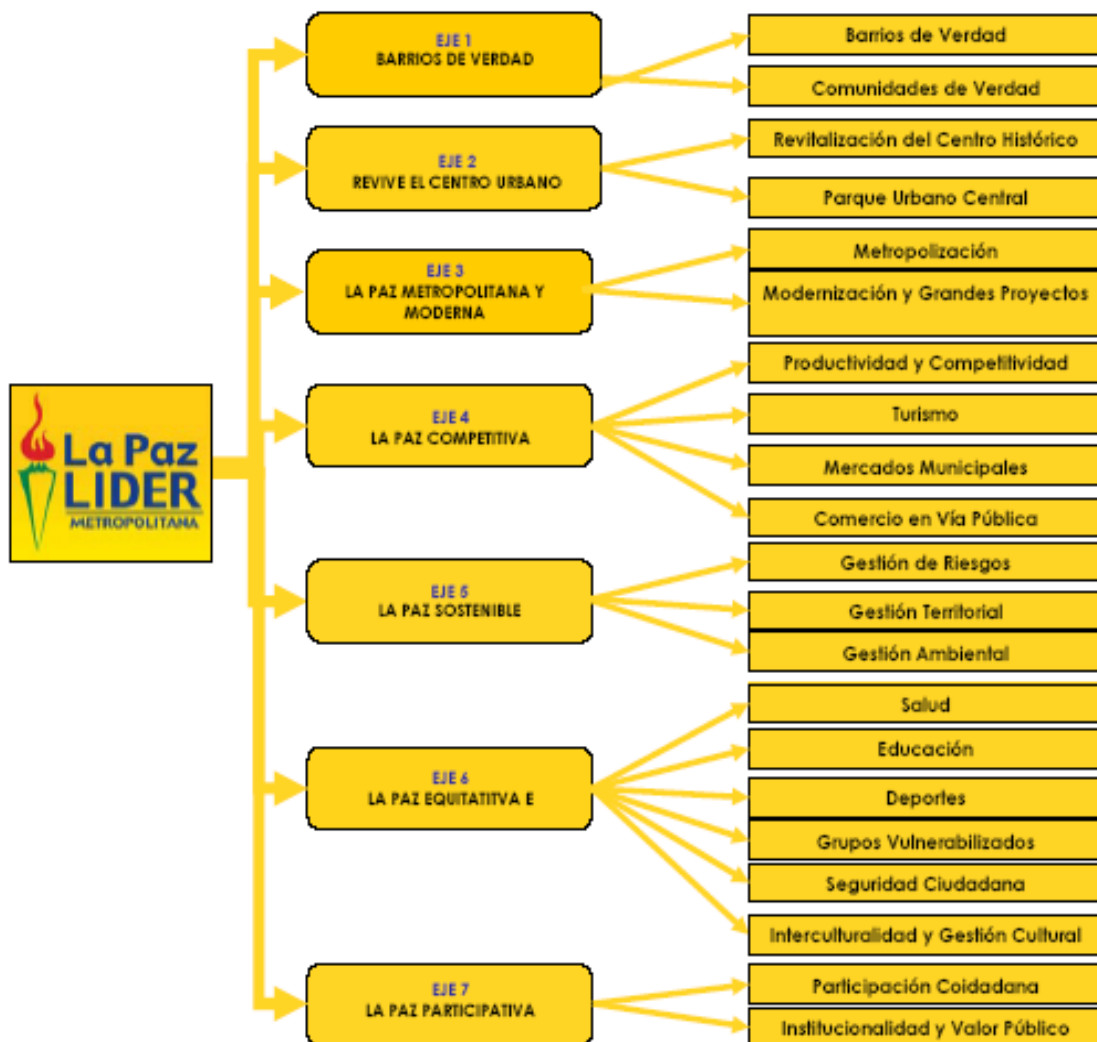 EJE 1
BARRIOS DE VERDAD
Barrios de Verdad
Comunidades de Verdad
EJE 2
REVIVE EL CENTRO URBANO
Revitalización del Centro Histórico
Parque Urbano Central
EJE 3
LA PAZ METROPOLITANA Y
MODERNA
Metropolización
Modernización y Grandes Proyectos
La Paz
LIDER
METROPOLITANA
EJE 4
LA PAZ COMPETITIVA
Productividad y Competitividad
Turismo
Mercados Municipales
Comercio en Vía Pública
EJE 5
LA PAZ SOSTENIBLE
Gestión de Riesgos
Gestión Territorial
Gestión Ambiental
EJE 6
LA PAZ EQUITATITVA E
Salud
Educación
Deportes
Grupos Vulnerabilizados
Seguridad Ciudadana
Interculturalidad y Gestión Cultural
EJE 7
LA PAZ PARTICIPATIVA
Participación Coidadana
Institucionalidad y Valor Público